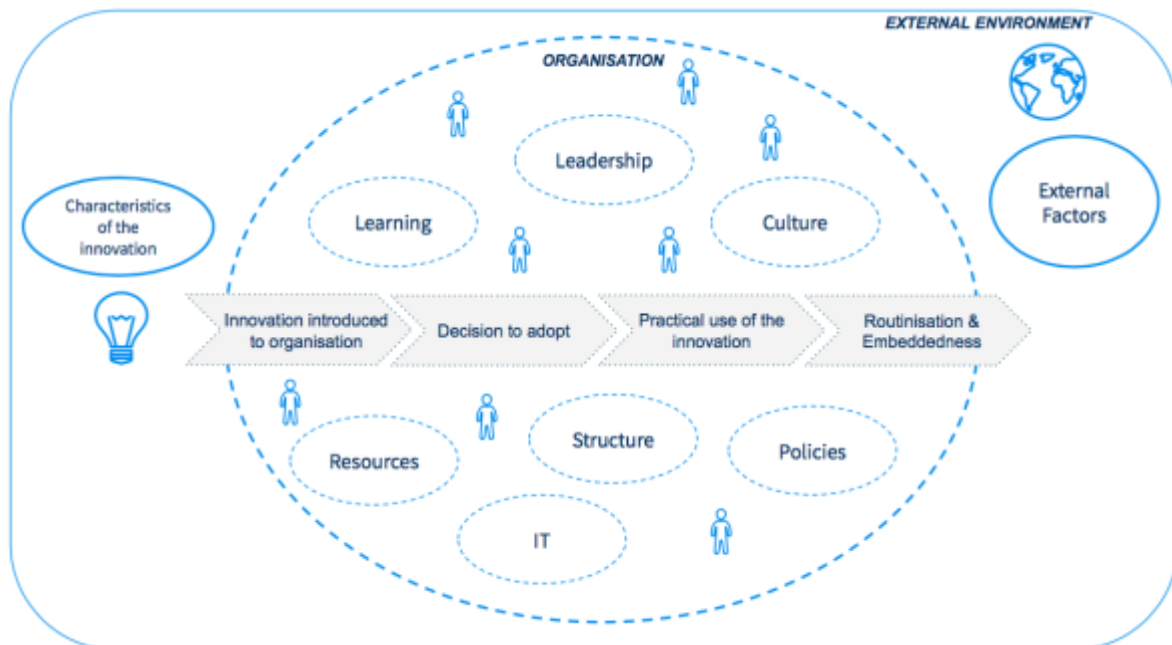 EXTERNAL ENVIRONMENT
ORGANISATION
Leadership
Characteristics
of the
innovation
Learning
Culture
External
Factors
Innovation introduced
to organisation
Decision to adopt
Practical use of the
innovation
Routinisation &
Embeddedness
Resources
Structure
Policies
IT